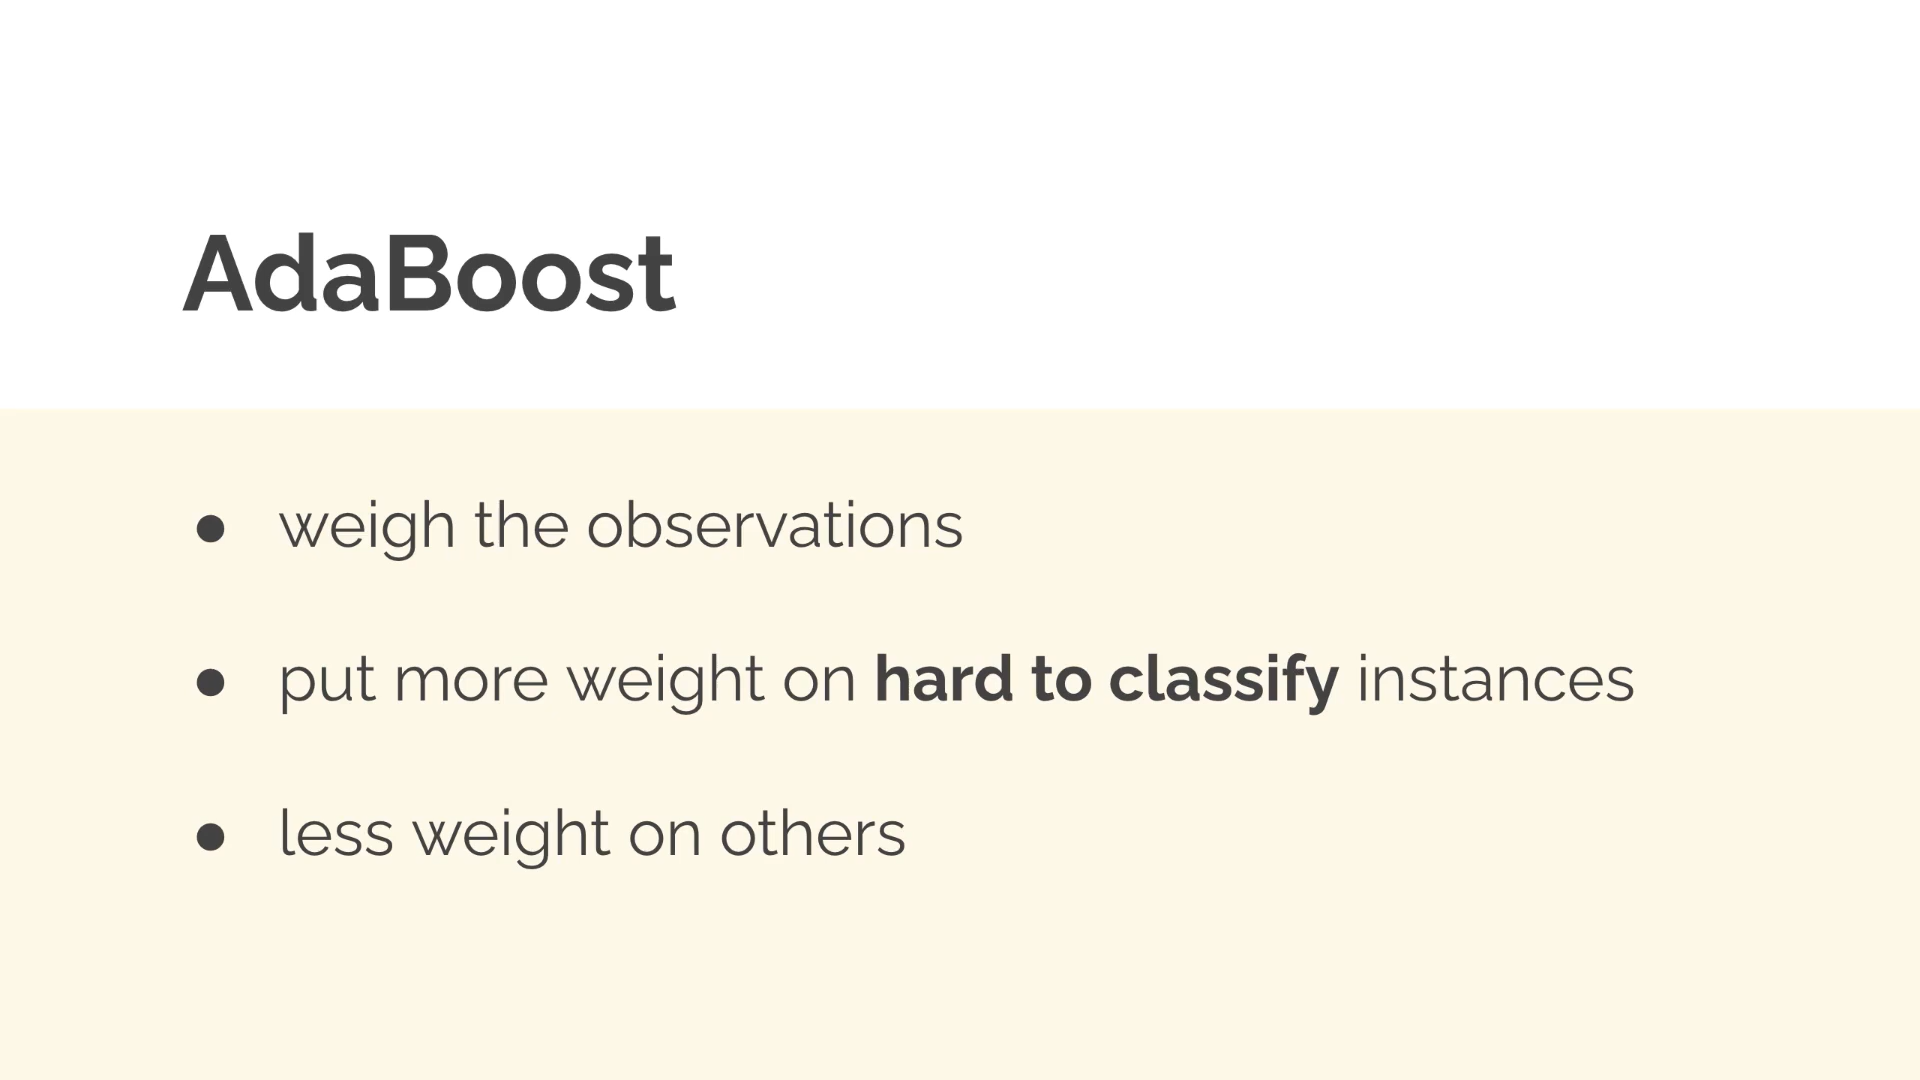 AdaBoost
● weigh the observations
● put more weight on hard to classify instances
● less weight on others